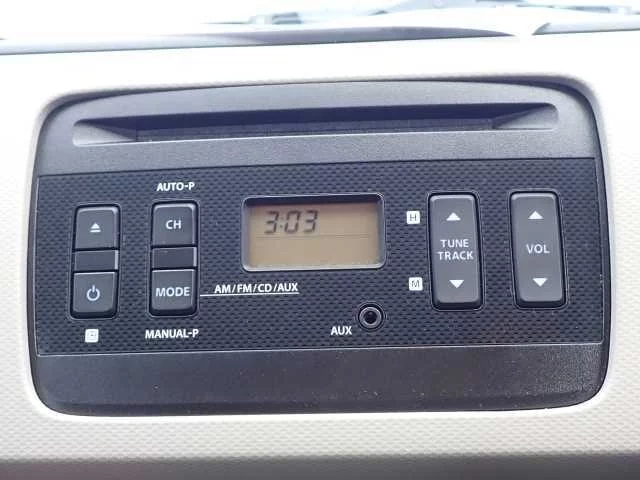 AUTO-P
CH
MODE
MANUAL-P
AM/FM/CD/AUX
3:03
AUX
H
M
TUNE
TRACK
VOL